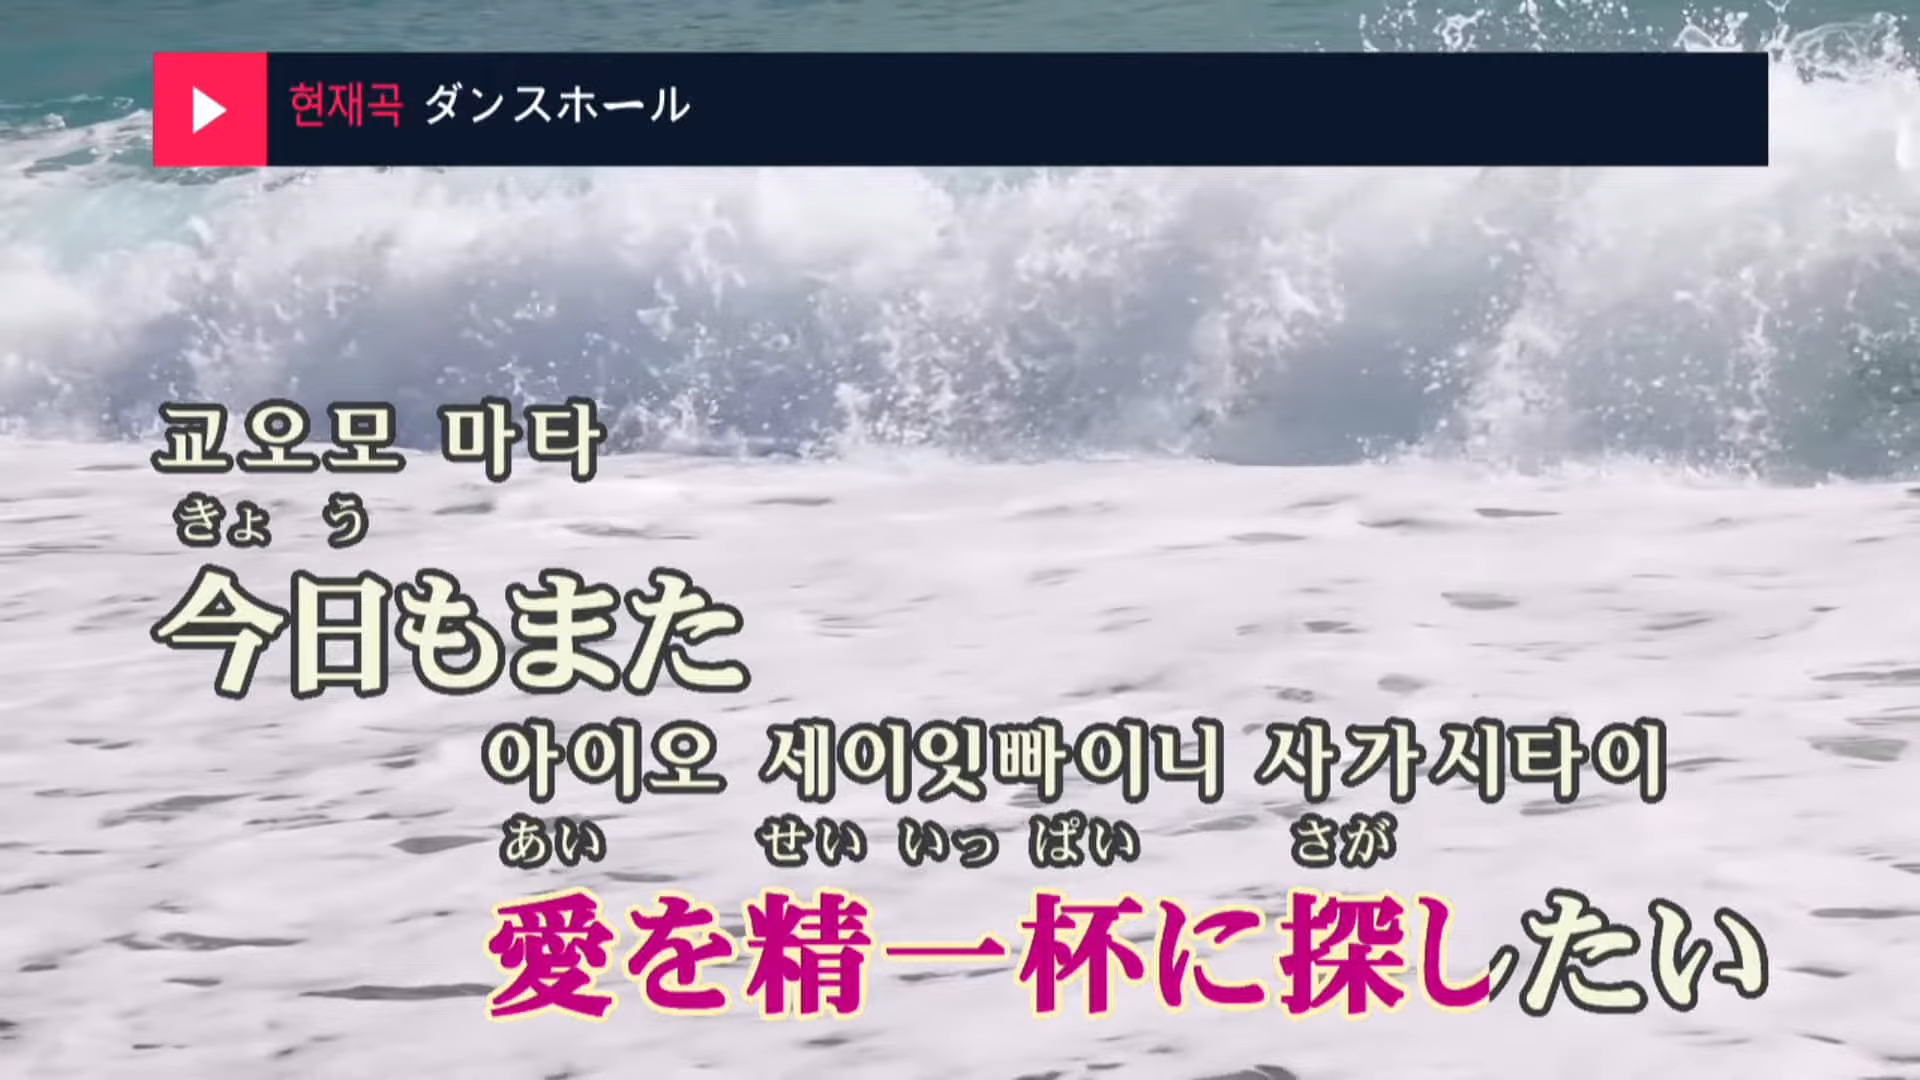 현재곡 ダンスホール
교오모 마타
きょ う
今日もまた
아이오 세이잇빠이니 사가시타이
あい せい いっ ぱい さが
愛を精一杯に探したい